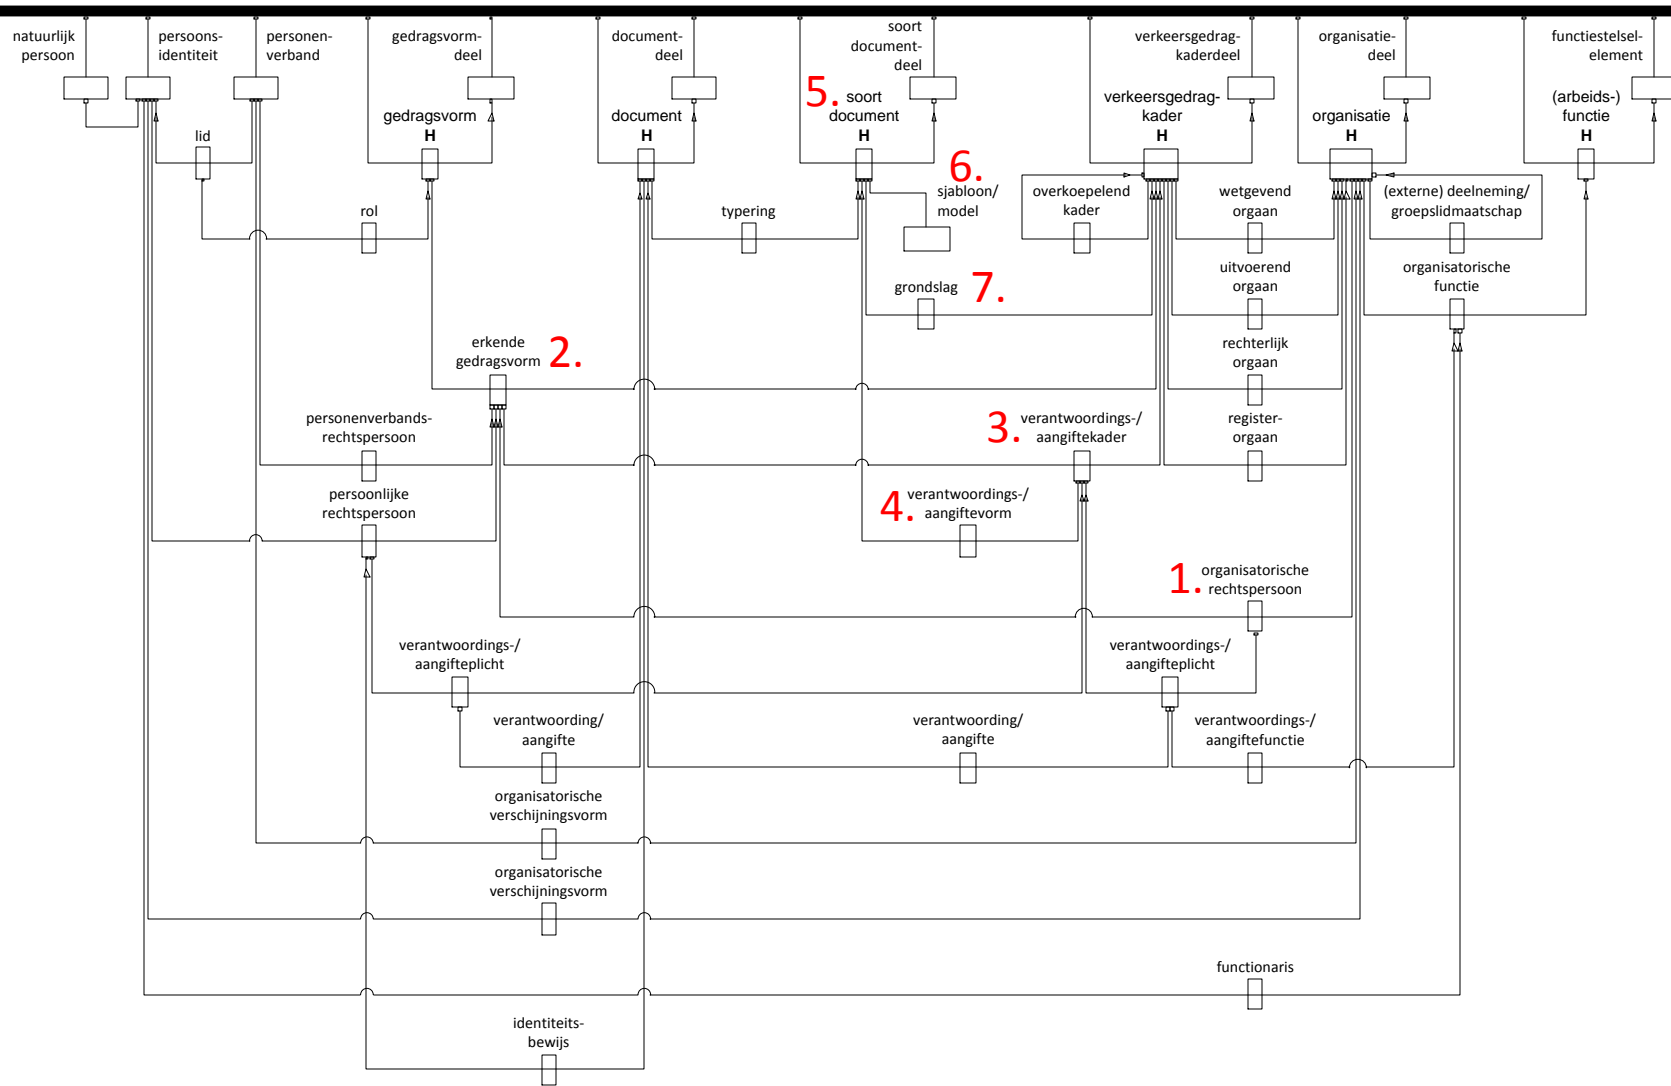 natuurlijk
persoon
persoons-
identiteit
personen-
verband
gedragsvorm-
deel
document-
deel
soort
document-
deel
verkeersgedrag-
kaderdeel
organisatie-
deel
functiestelsel-
element
lid
gedragsvorm
H
document
H
5. soort
document
H
verkeersgedrag-
kader
H
organisatie
H
(arbeids-)
functie
H
6.
sjabloon/
model
rol
typering
overkoepelend
kader
wetgevend
orgaan
(externe) deelneming/
groepslidmaatschap
grondslag 7.
uitvoerend
orgaan
organisatorische
functie
erkende
gedragsvorm 2.
rechterlijk
orgaan
personenverbands-
rechtspersoon
3. verantwoordings-/
aangiftekader
register-
orgaan
persoonlijke
rechtspersoon
4. verantwoordings-/
aangiftevorm
1. organisatorische
rechtspersoon
verantwoordings-/
aangifteplicht
verantwoordings-/
aangifteplicht
verantwoording/
aangifte
verantwoording/
aangifte
verantwoordings-/
aangiftefunctie
organisatorische
verschijningsvorm
organisatorische
verschijningsvorm
functionaris
identiteits-
bewijs